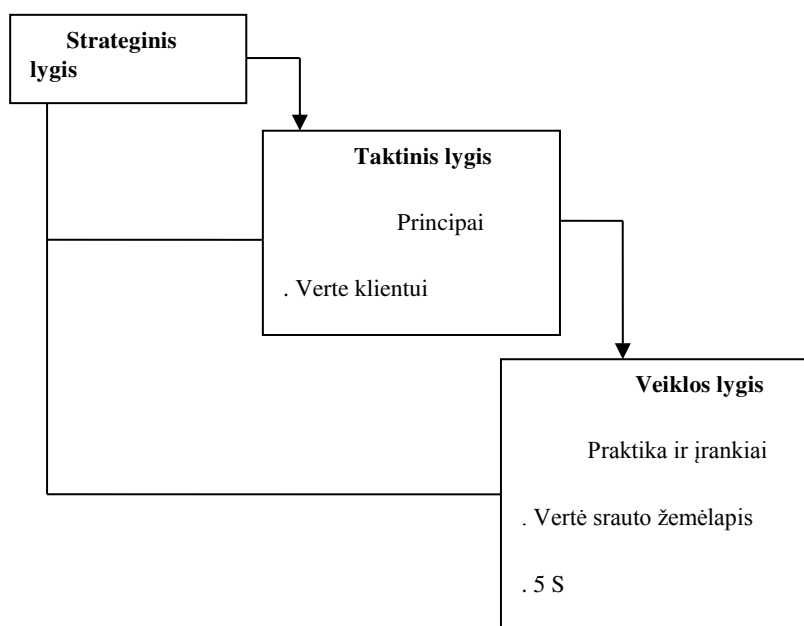 Strateginis
lygis
Taktinis lygis
Principai
. Verte klientui
Veiklos lygis
Praktika ir įrankiai
. Vertė srauto žemėlapis
. 5 S